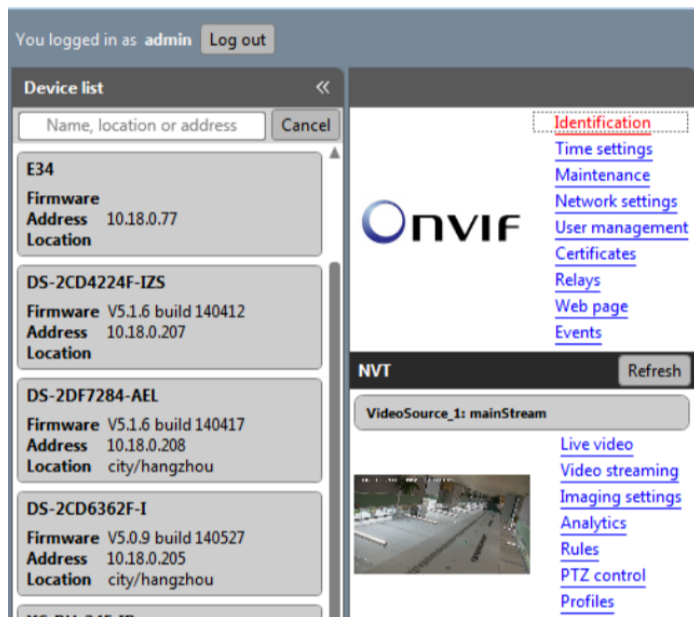 You logged in as admin Log out
Device list
Name, location or address Cancel
E34
Firmware
Address 10.18.0.77
Location
DS-2CD4224F-IZS
Firmware V5.1.6 build 140412
Address 10.18.0.207
Location
DS-2DF7284-AEL
Firmware V5.1.6 build 140417
Address 10.18.0.208
Location city/hangzhou
DS-2CD6362F-I
Firmware V5.0.9 build 140527
Address 10.18.0.205
Location city/hangzhou
ONVIF
Identification
Time settings
Maintenance
Network settings
User management
Certificates
Relays
Web page
Events
NVT Refresh
VideoSource_1: mainStream
Live video
Video streaming
Imaging settings
Analytics
Rules
PTZ control
Profiles